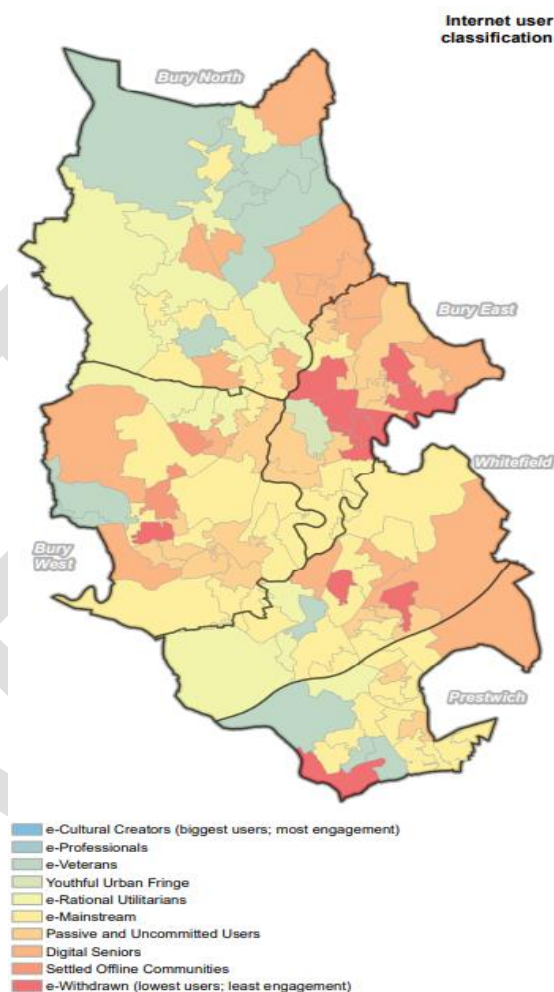 Internet user
classification
Bury North
Bury East
Whitefield
Bury
West
Prestwich
e-Cultural Creators (biggest users; most engagement)
e-Professionals
e-Veterans
Youthful Urban Fringe
e-Rational Utilitarians
e-Mainstream
Passive and Uncommitted Users
Digital Seniors
Settled Offline Communities
e-Withdrawn (lowest users; least engagement)